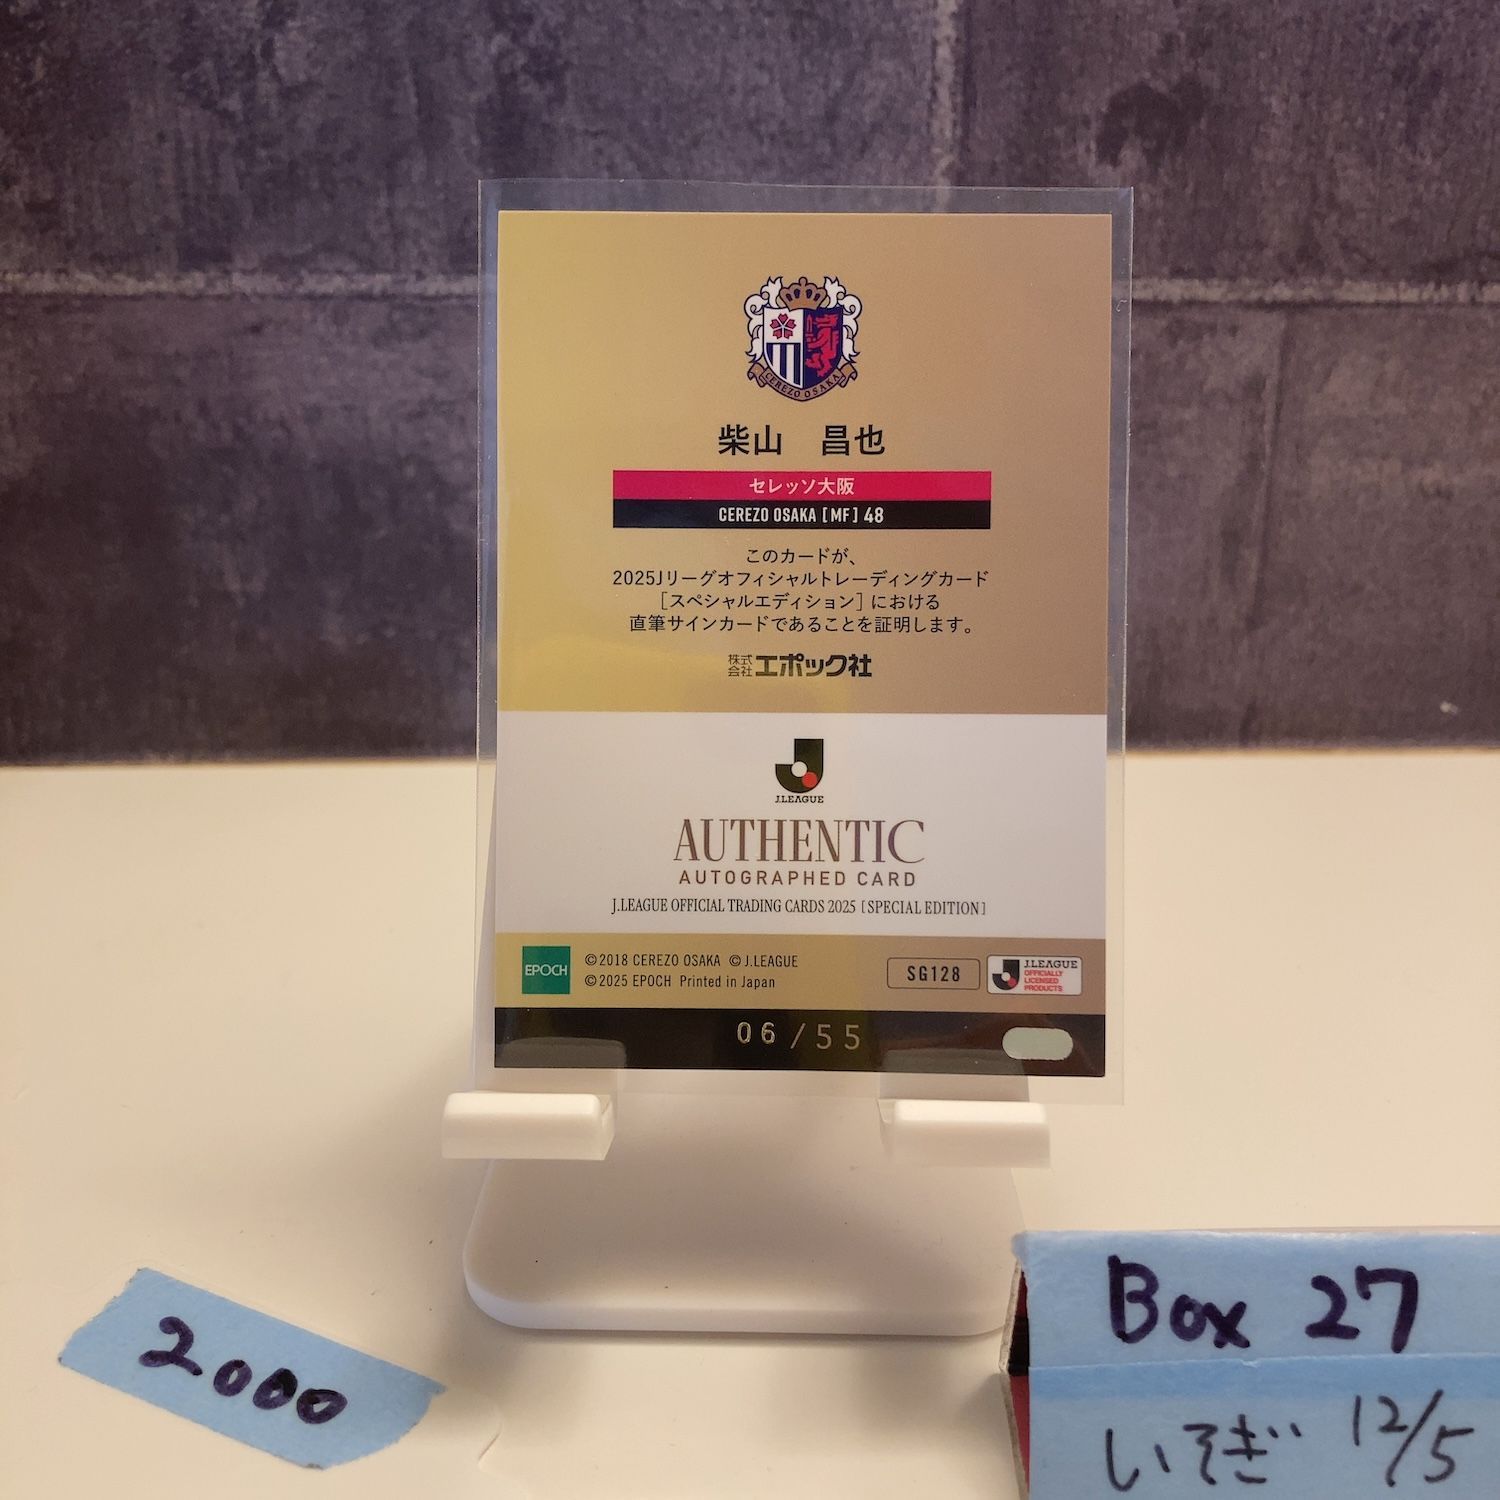 CEREZO OSAKA
柴山 昌也
セレッソ大阪
CEREZO OSAKA [MF] 48
このカードが、
2025Jリーグオフィシャルトレーディングカード
[スペシャルエディション]における
直筆サインカードであることを証明します。
株式会社エポック社
J.LEAGUE
AUTHENTIC
AUTOGRAPHED CARD
J.LEAGUE OFFICIAL TRADING CARDS 2025 [SPECIAL EDITION]
EPOCH
©2018 CEREZO OSAKA ©J.LEAGUE
©2025 EPOCH Printed in Japan
SG128
J.LEAGUE
OFFICIALLY
LICENSED
PRODUCTS
06/55
2000
Box 27
いそぎ 12/5